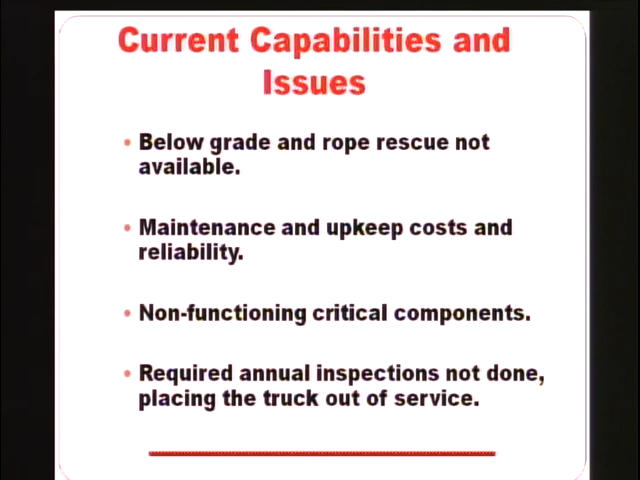 Current Capabilities and
Issues
• Below grade and rope rescue not
available.
• Maintenance and upkeep costs and
reliability.
• Non-functioning critical components.
• Required annual inspections not done,
placing the truck out of service.